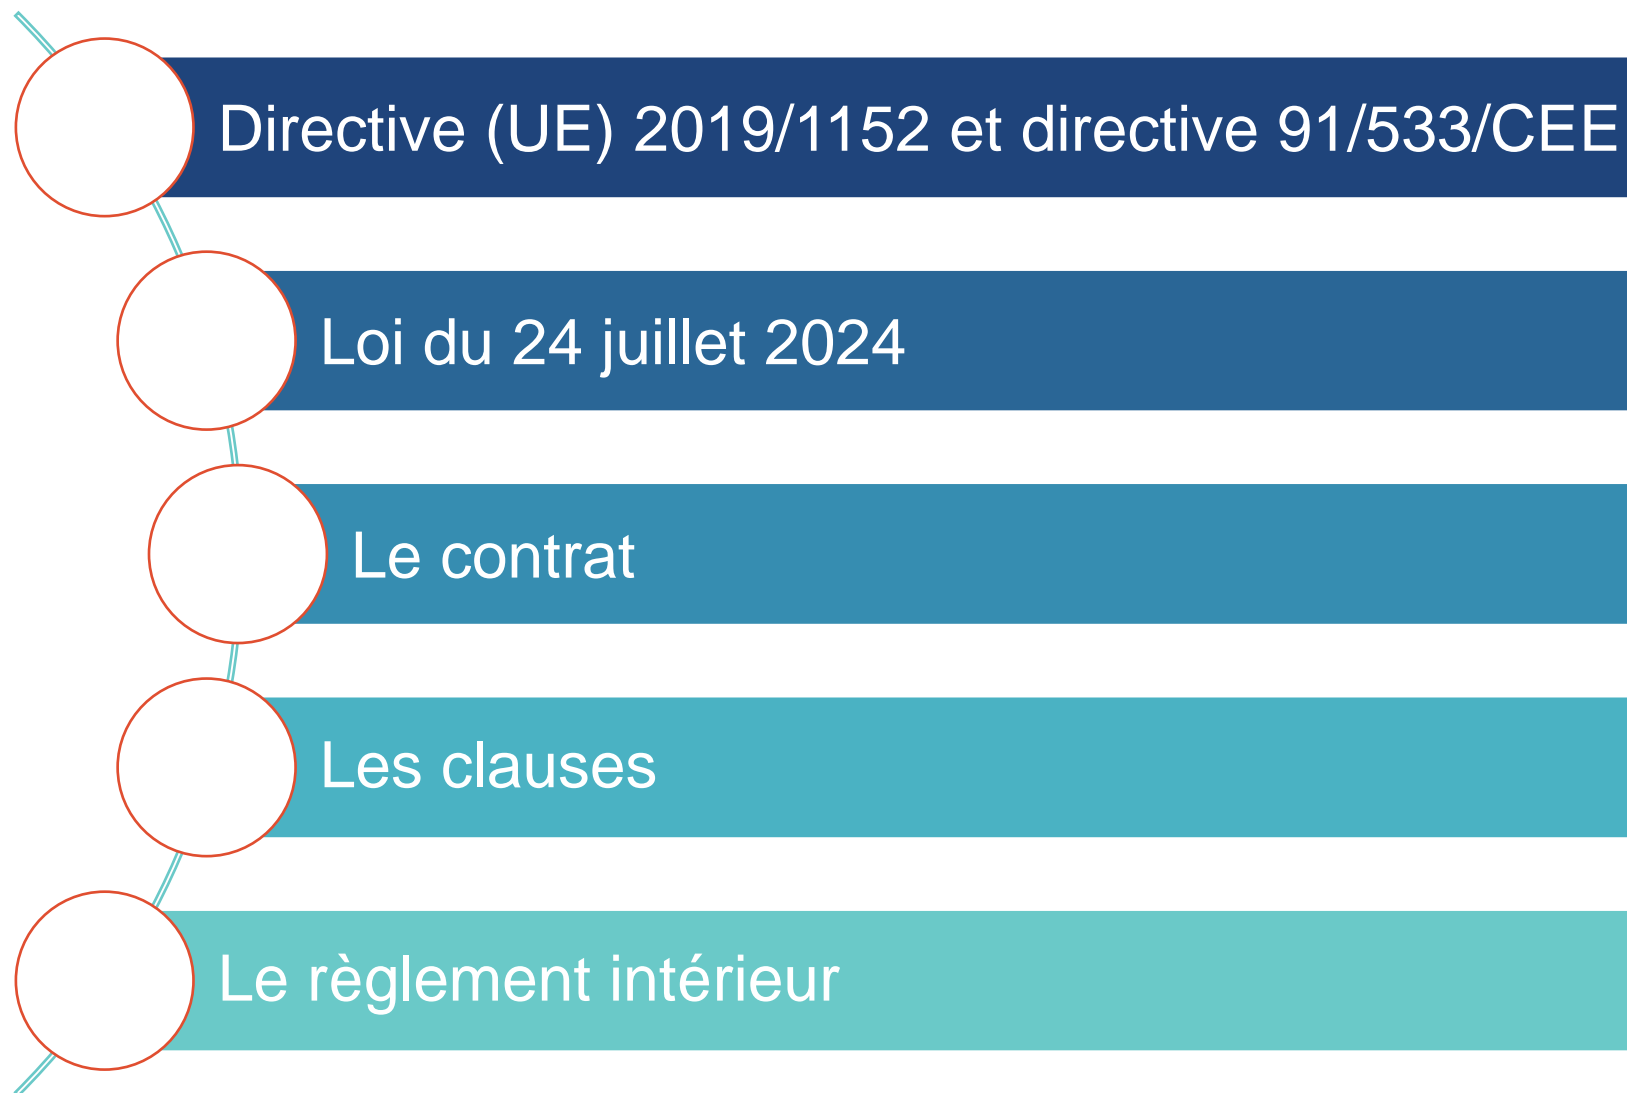 Directive (UE) 2019/1152 et directive 91/533/CEE
Loi du 24 juillet 2024
Le contrat
Les clauses
Le règlement intérieur